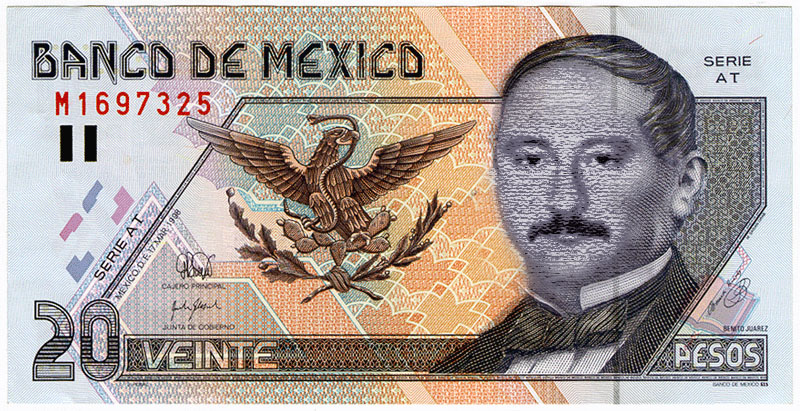 BANCO DE MEXICO
SERIE
AT
M1697325
SERIE AT
MEXICO D.F. 17 MAR. 1998
CAJERO PRINCIPAL
JUNTA DE GOBIERNO
BENITO JUAREZ
20
VEINTE
PESOS
BANCO DE MEXICO